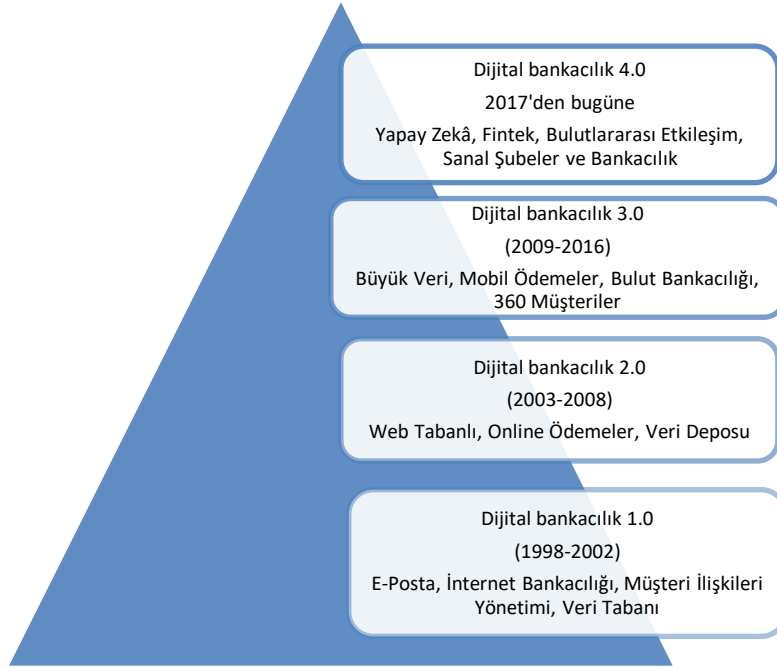 Dijital bankacılık 4.0
2017'den bugüne
Yapay Zekâ, Fintek, Bulutlararası Etkileşim,
Sanal Şubeler ve Bankacılık
Dijital bankacılık 3.0
(2009-2016)
Büyük Veri, Mobil Ödemeler, Bulut Bankacılığı,
360 Müşteriler
Dijital bankacılık 2.0
(2003-2008)
Web Tabanlı, Online Ödemeler, Veri Deposu
Dijital bankacılık 1.0
(1998-2002)
E-Posta, İnternet Bankacılığı, Müşteri İlişkileri
Yönetimi, Veri Tabanı